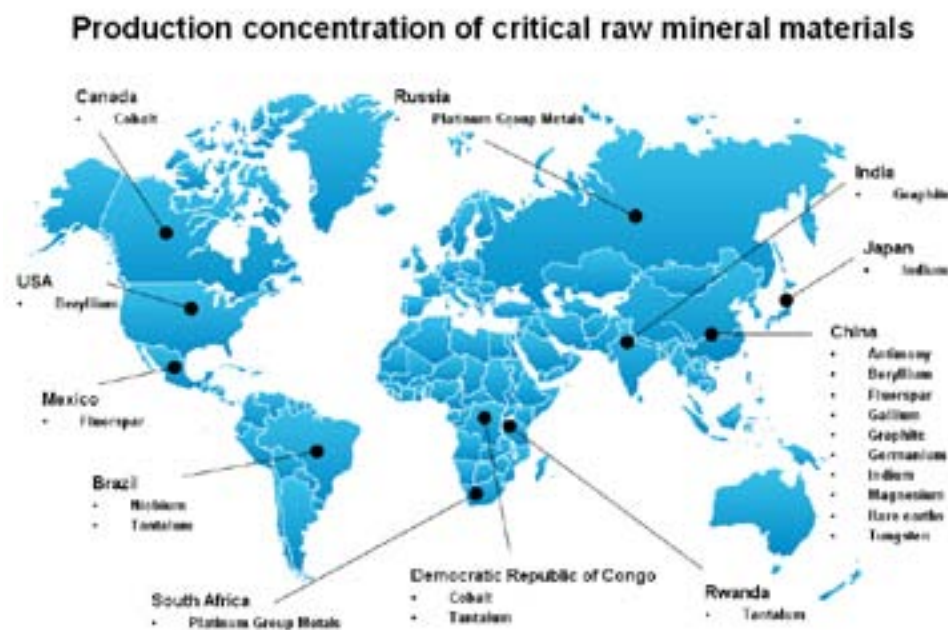 Production concentration of critical raw mineral materials
Canada
• Cobalt
Russia
• Platinum Group Metals
India
• Graphite
Japan
• Indium
USA
• Beryllium
China
• Antimony
• Beryllium
• Fluorspar
• Gallium
• Graphite
• Germanium
• Indium
• Magnesium
• Rare earths
• Tungsten
Mexico
• Fluorspar
Brazil
• Niobium
• Tantalum
Democratic Republic of Congo
• Cobalt
• Tantalum
Rwanda
• Tantalum
South Africa
• Platinum Group Metals